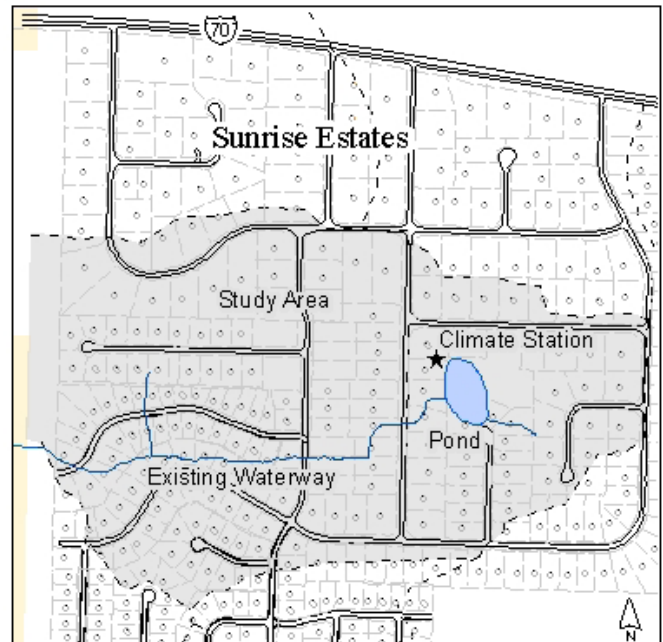 70
Sunrise Estates
Study Area
Climate Station
Pond
Existing Waterway
N